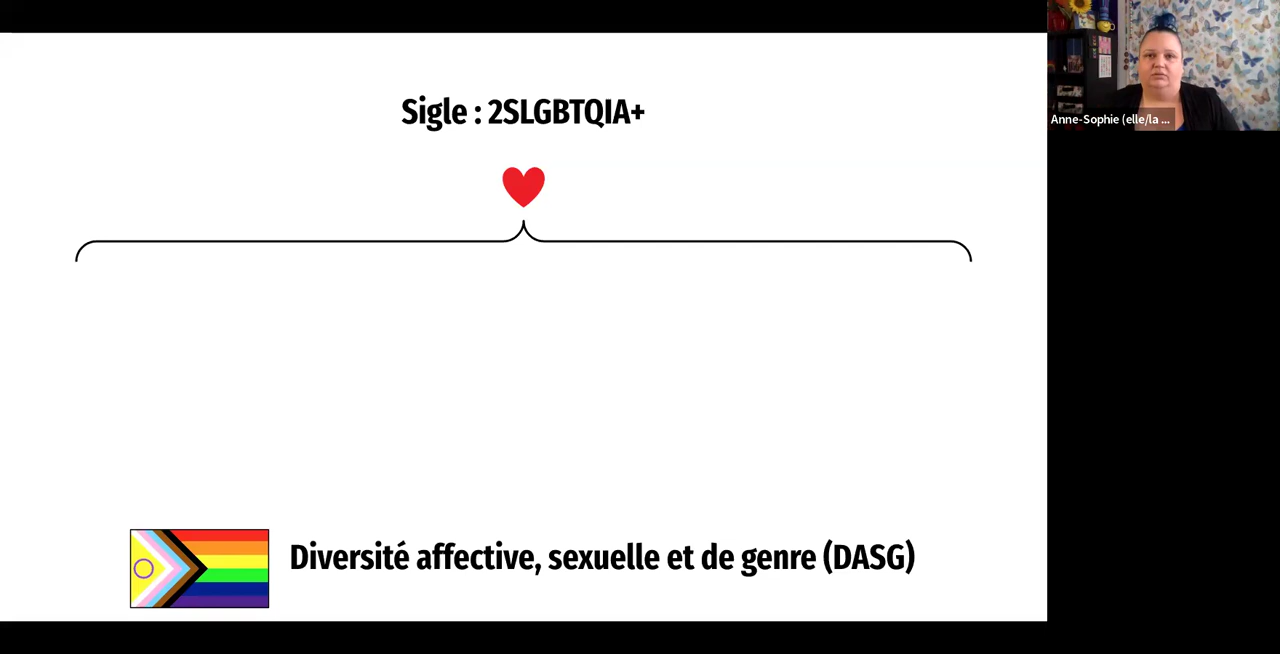 Sigle : 2SLGBTQIA+
Anne-Sophie (elle/la ...
Diversité affective, sexuelle et de genre (DASG)